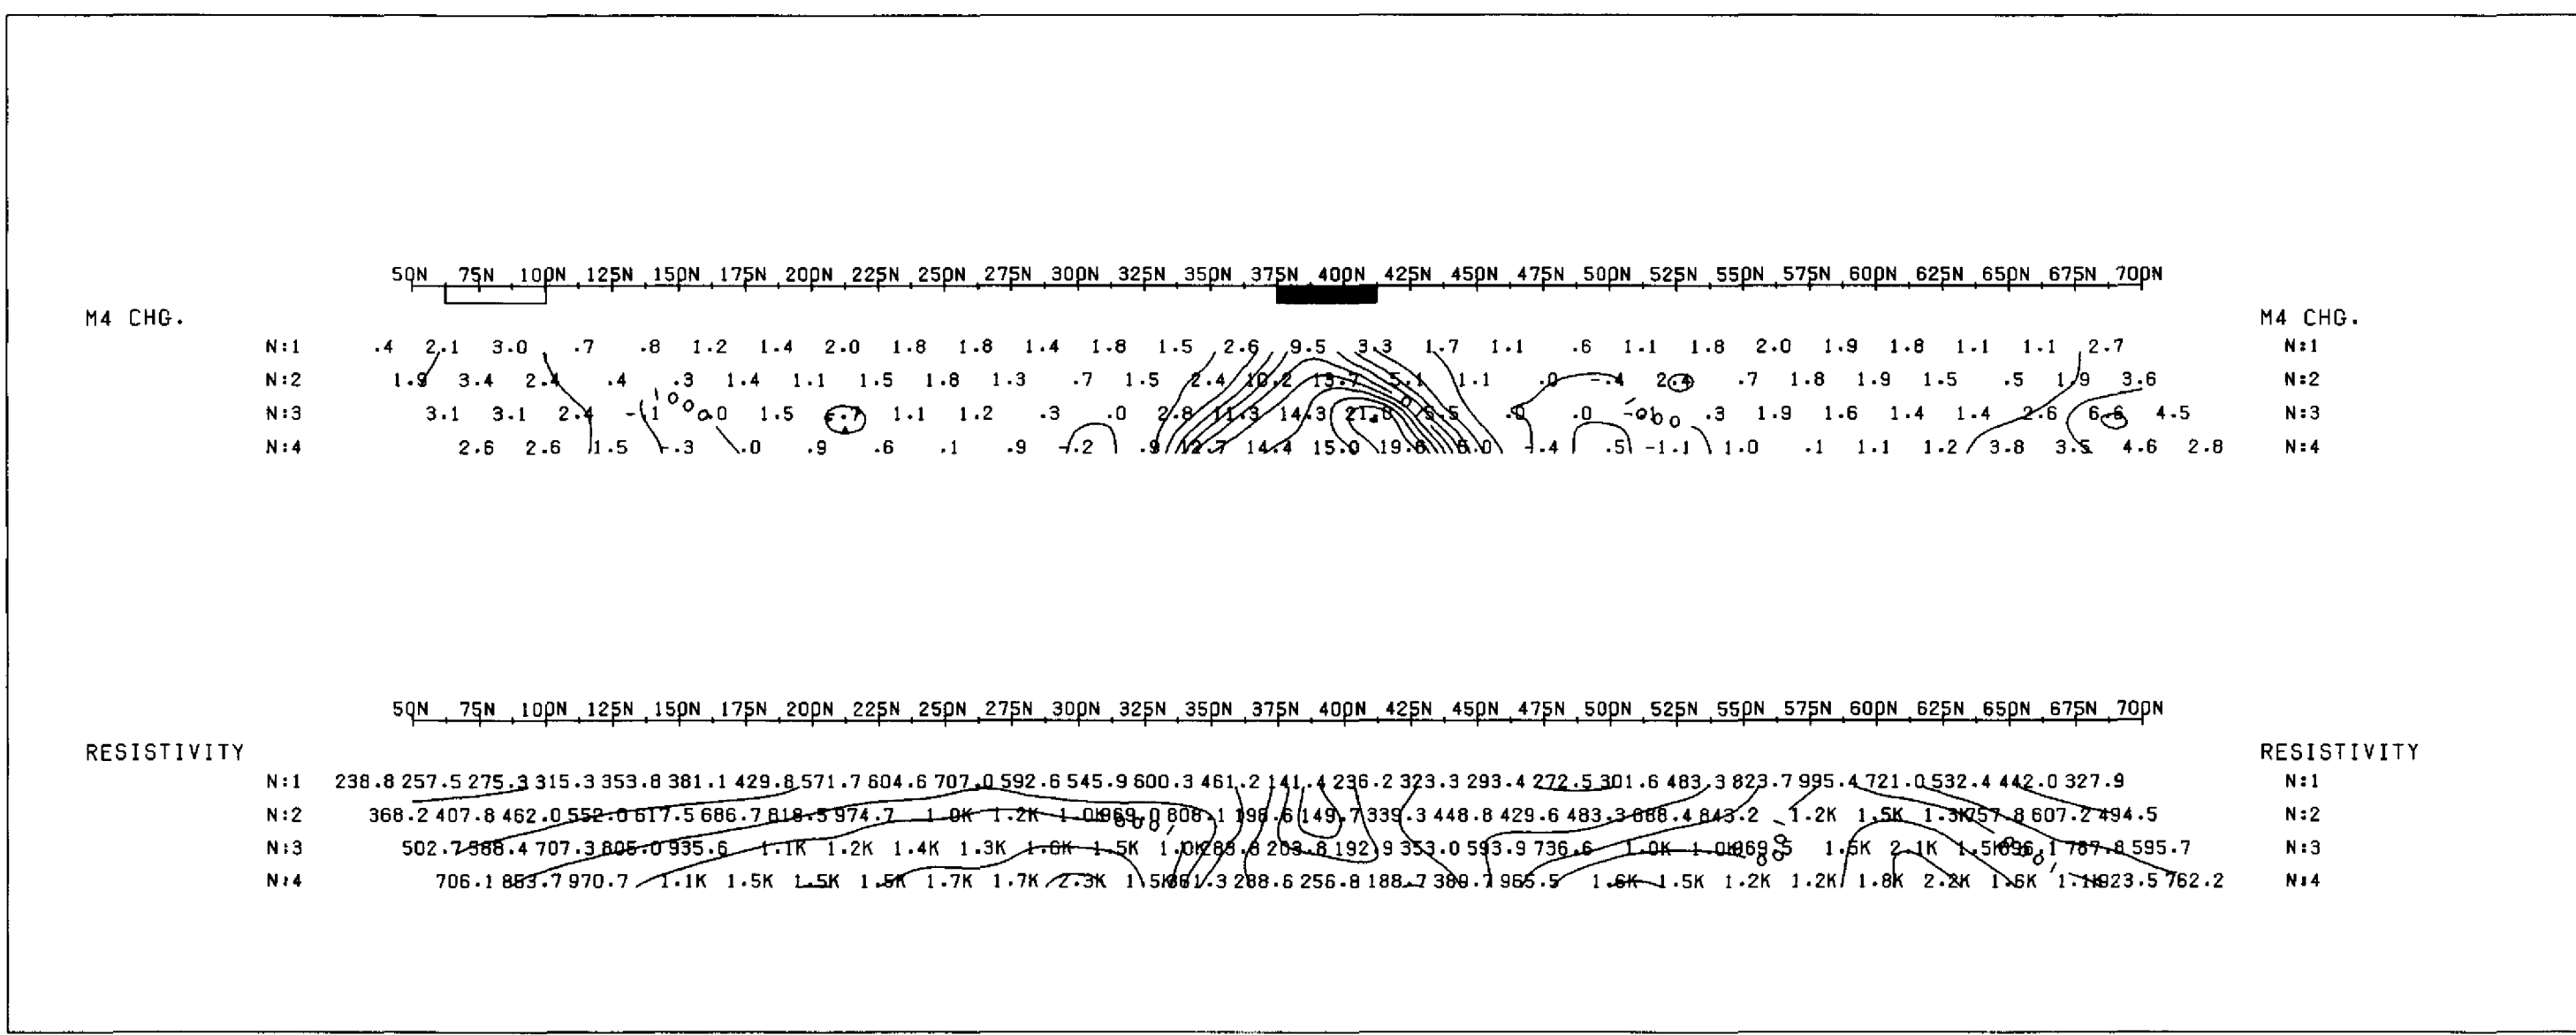 50N 75N 100N 125N 150N 175N 200N 225N 250N 275N 300N 325N 350N 375N 400N 425N 450N 475N 500N 525N 550N 575N 600N 625N 650N 675N 700N
M4 CHG. M4 CHG.
N:1 .4 2.1 3.0 .7 .8 1.2 1.4 2.0 1.8 1.8 1.4 1.8 1.5 2.6 9.5 3.3 1.7 1.1 .6 1.1 1.8 2.0 1.9 1.8 1.1 1.1 2.7 N:1
N:2 1.9 3.4 2.4 .4 .3 1.4 1.1 1.5 1.8 1.3 .7 1.5 2.4 10.2 13.7 5.1 1.1 .0 -.4 2.4 .7 1.8 1.9 1.5 .5 1.9 3.6 N:2
N:3 3.1 3.1 2.4 -.1 .0 1.5 1.1 1.2 .3 .0 2.8 11.3 14.3 .0 .0 .3 1.9 1.6 1.4 1.4 2.6 6.6 4.5 N:3
N:4 2.6 2.6 1.5 -.3 .0 .9 .6 .1 .9 -.2 .9 12.7 14.4 15.0 19.6 6.0 .5 -1.1 1.0 .1 1.1 1.2 3.8 3.5 4.6 2.8 N:4
50N 75N 100N 125N 150N 175N 200N 225N 250N 275N 300N 325N 350N 375N 400N 425N 450N 475N 500N 525N 550N 575N 600N 625N 650N 675N 700N
RESISTIVITY RESISTIVITY
N:1 238.8 257.5 275.3 315.3 353.8 381.1 429.8 571.7 604.6 707.0 592.6 545.9 600.3 461.2 141.4 236.2 323.3 293.4 272.5 301.6 483.3 823.7 995.4 721.0 532.4 442.0 327.9 N:1
N:2 368.2 407.8 462.0 552.0 617.5 686.7 818.5 974.7 1.0K 1.2K 1.0K 969.0 808.1 198.6 149.7 339.3 448.8 429.6 483.3 688.4 843.2 1.2K 1.5K 1.3K 757.8 607.2 494.5 N:2
N:3 502.7 588.4 707.3 805.0 935.6 1.1K 1.2K 1.4K 1.3K 1.6K 1.5K 1.0K 203.8 192.9 353.0 593.9 736.6 1.0K 1.0K 969.5 1.5K 2.1K 1.5K 787.8 595.7 N:3
N:4 706.1 853.7 970.7 1.1K 1.5K 1.5K 1.5K 1.7K 1.7K 2.3K 1.5K 288.6 256.8 188.7 389.7 965.5 1.6K 1.5K 1.2K 1.2K 1.8K 2.2K 1.6K 1.1K 923.5 762.2 N:4